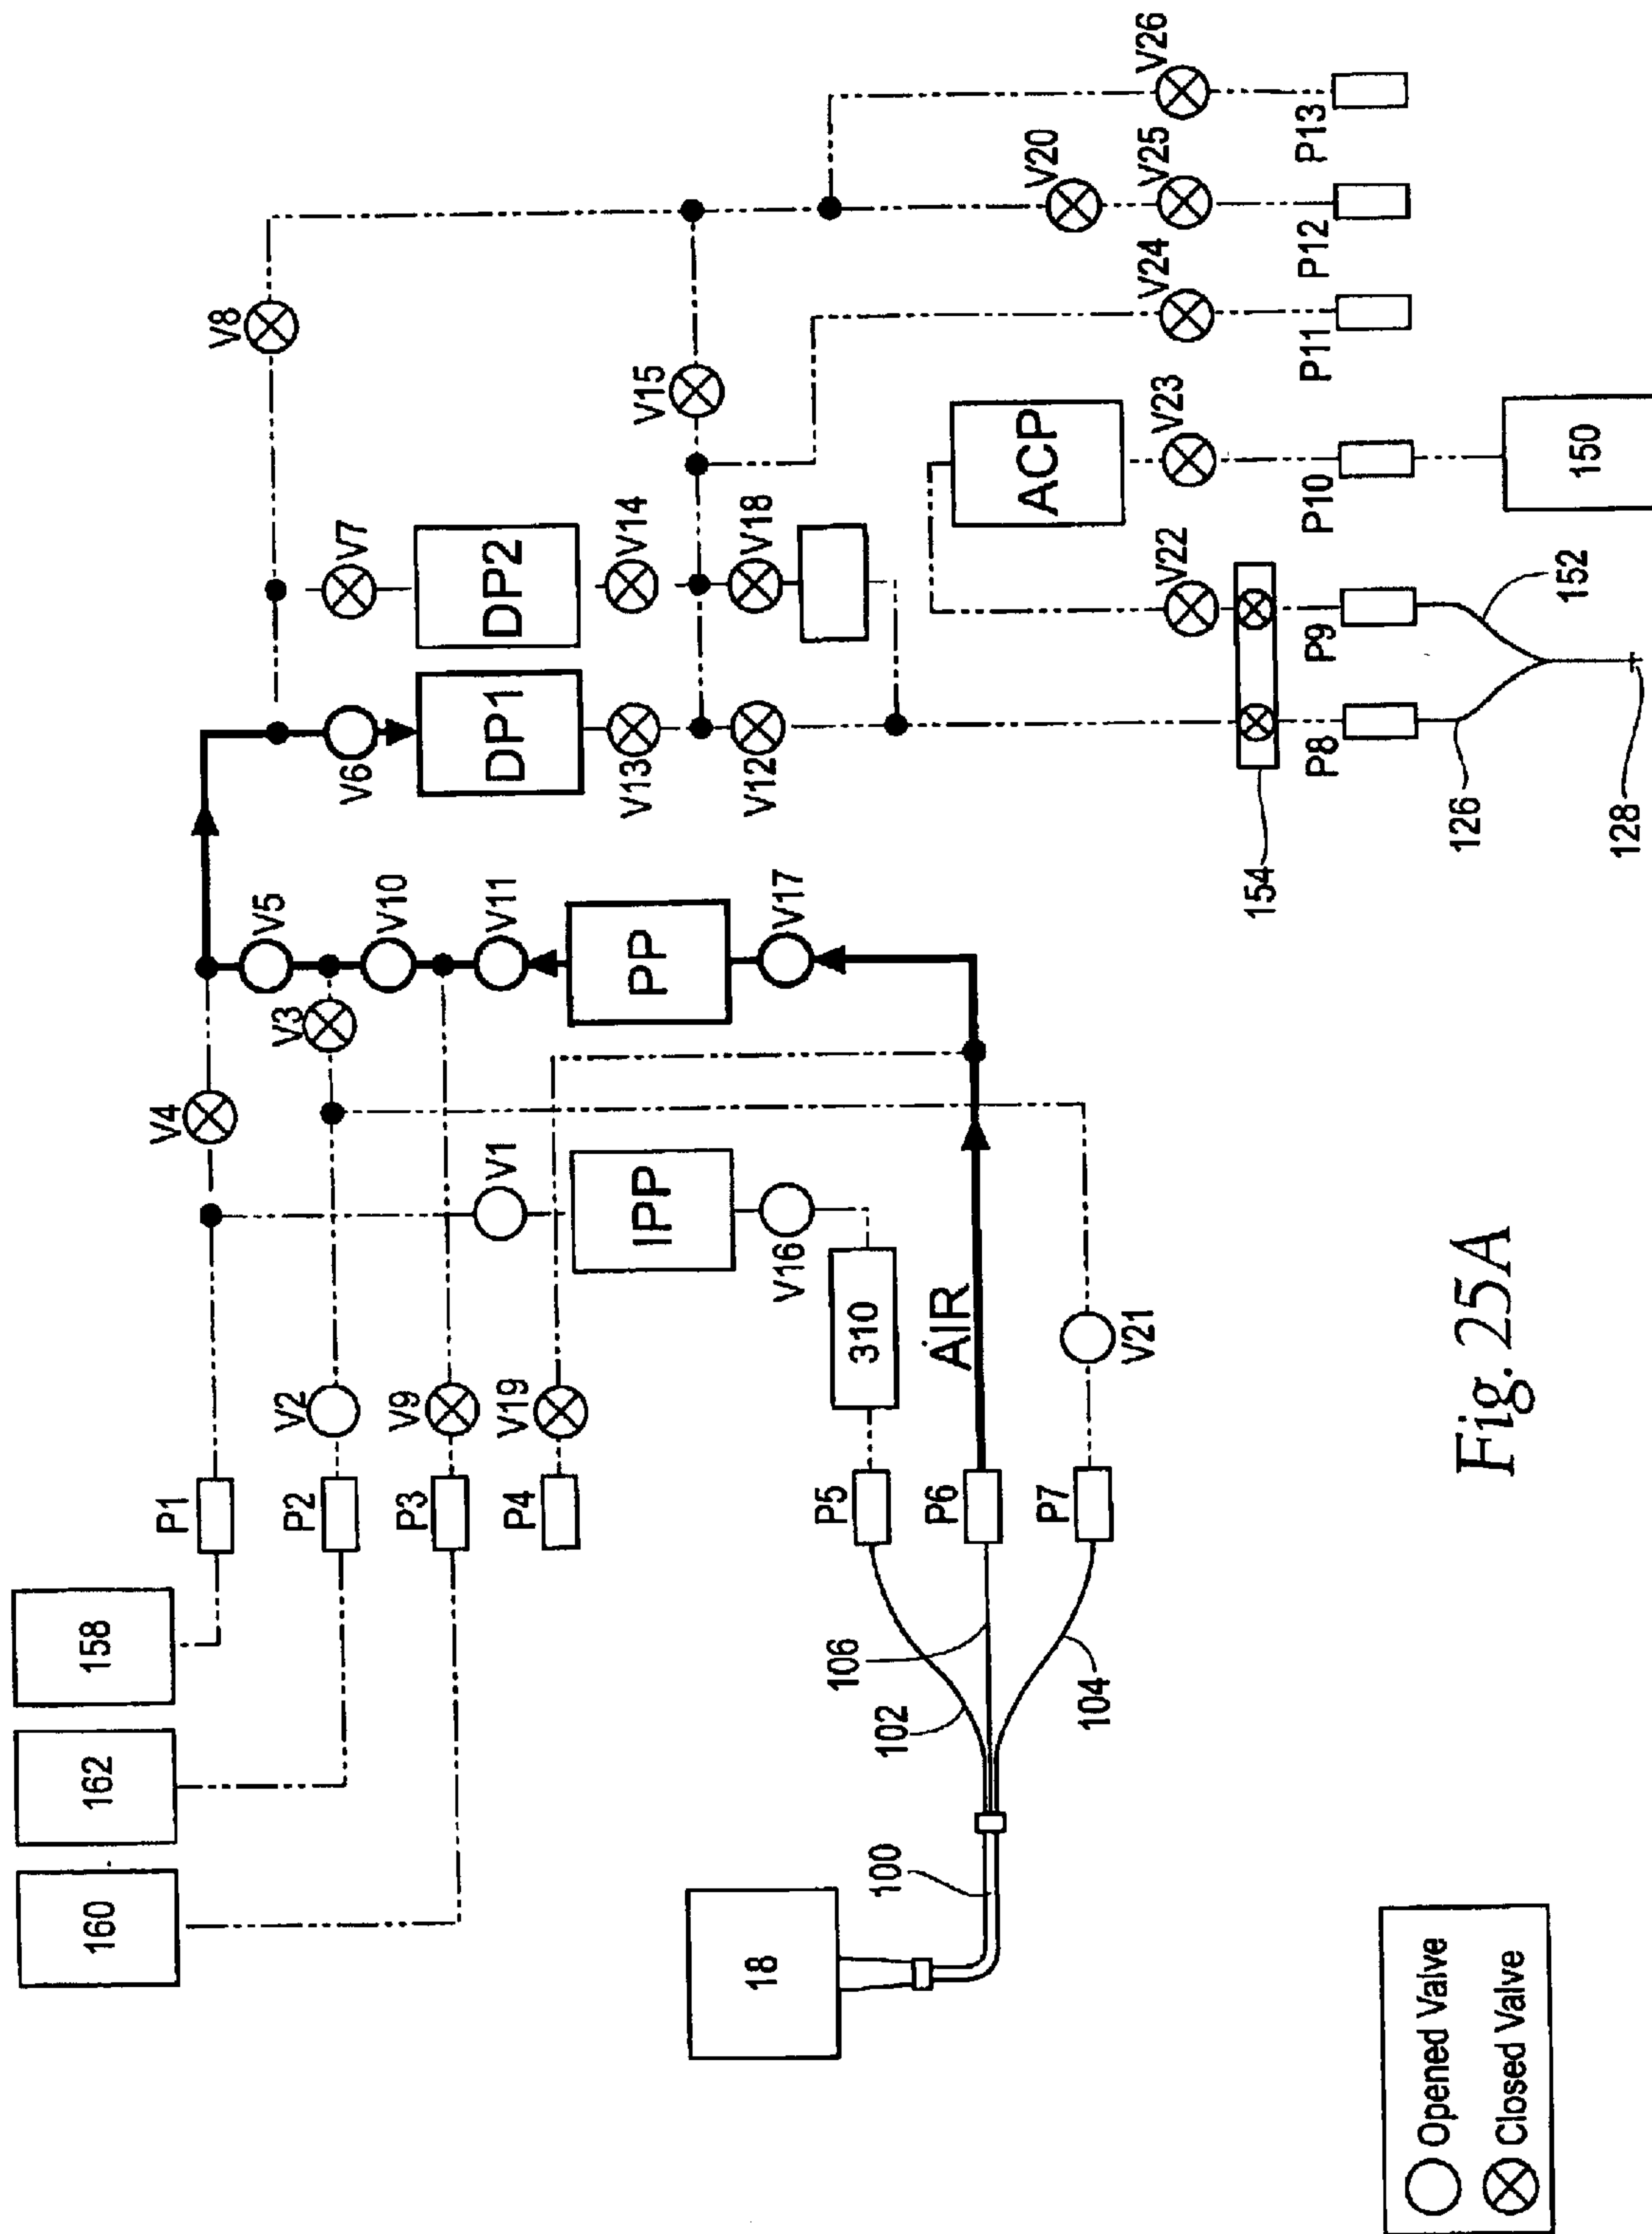 160
162
158
P1
P2
P3
P4
V2
V9
V19
V4
V3
V5
V10
V11
V1
IPP
V16
310
PP
V17
V8
V6
V7
DP1
DP2
V13
V14
V12
V18
V15
V20
V24
V25
V26
ACP
V22
V23
154
P8
P9
P10
P11
P12
P13
126
152
128
150
18
100
102
106
104
P5
P6
P7
AIR
V21
Opened Valve
Closed Valve
Fig. 25A